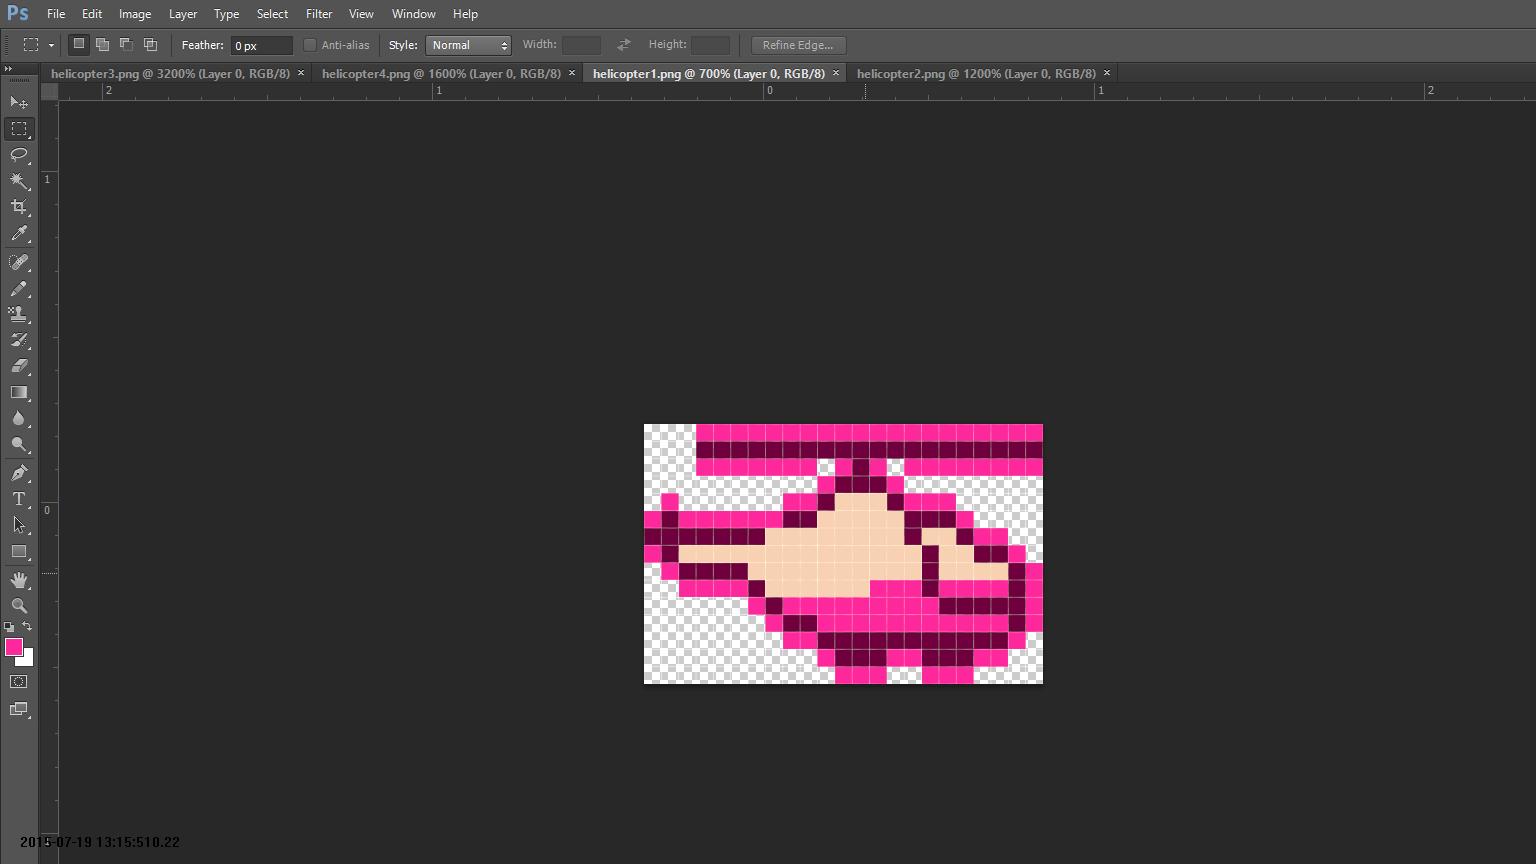 Ps File Edit Image Layer Type Select Filter View Window Help
Feather: 0 px Anti-alias Style: Normal Width: Height: Refine Edge...
helicopter3.png @ 3200% (Layer 0, RGB/8) × helicopter4.png @ 1600% (Layer 0, RGB/8) × helicopter1.png @ 700% (Layer 0, RGB/8) × helicopter2.png @ 1200% (Layer 0, RGB/8) ×
2 1 0 1 2
1
T
0
2015-07-19 13:15:510.22